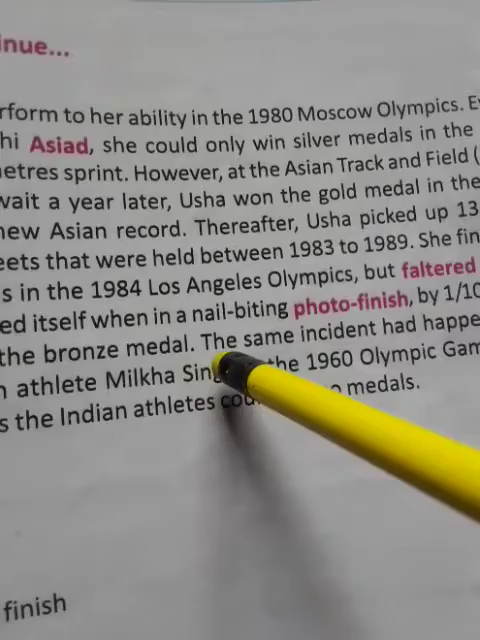 inue...
rform to her ability in the 1980 Moscow Olympics. E
hi Asiad, she could only win silver medals in the
etres sprint. However, at the Asian Track and Field (
wait a year later, Usha won the gold medal in the
new Asian record. Thereafter, Usha picked up 13
eets that were held between 1983 to 1989. She fin
s in the 1984 Los Angeles Olympics, but faltered
ed itself when in a nail-biting photo-finish, by 1/10
the bronze medal. The same incident had happe
n athlete Milkha Sin the 1960 Olympic Gam
s the Indian athletes cou medals.
finish